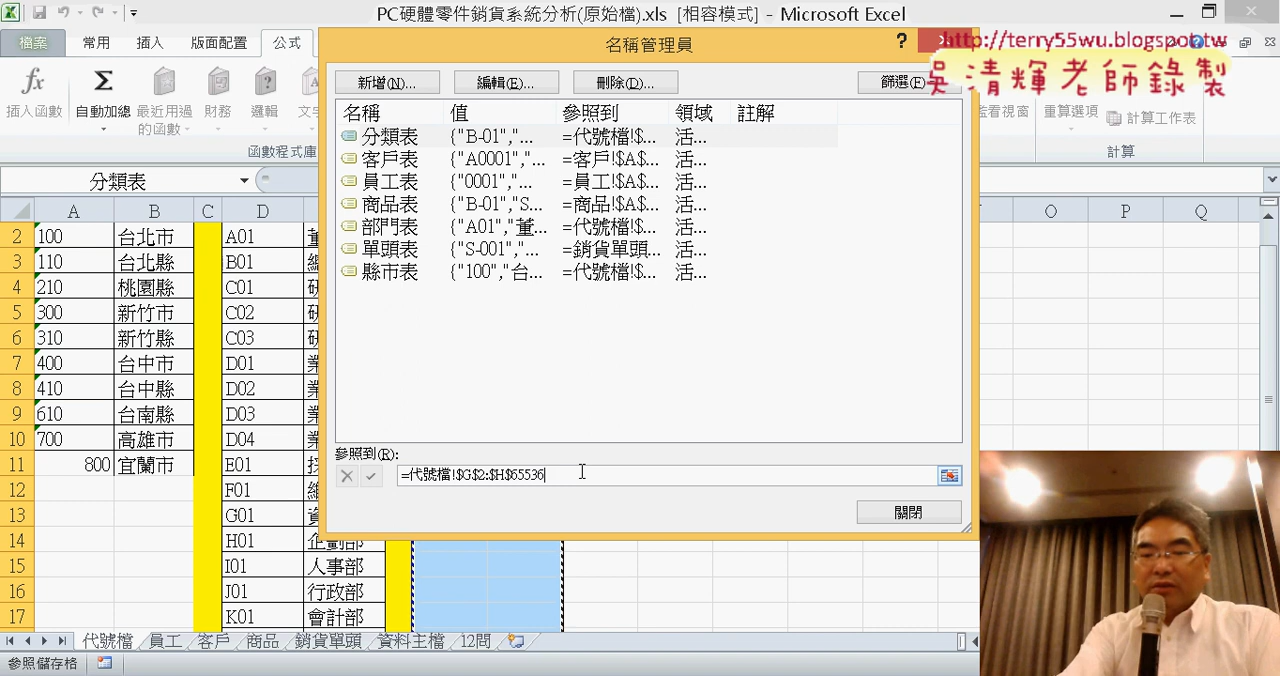 PC硬體零件銷貨系統分析(原始檔).xls [相容模式] - Microsoft Excel
檔案 常用 插入 版面配置 公式
名稱管理員
http://terry55wu.blogspot.tw
吳清輝老師錄製
插入函數 自動加總 最近用過的函數 財務 邏輯 文字
函數程式庫
監看視窗 重算選項 計算工作表
計算
新增(N)... 編輯(E)... 刪除(D)... 篩選(F)
名稱 值 參照到 領域 註解
分類表 {"B-01","... =代號檔!$... 活...
客戶表 {"A0001","... =客戶!$A$... 活...
員工表 {"0001","... =員工!$A$... 活...
商品表 {"B-01","S... =商品!$A$... 活...
部門表 {"A01","董... =代號檔!$... 活...
單頭表 {"S-001","... =銷貨單頭... 活...
縣市表 {"100","台... =代號檔!$... 活...
參照到(R):
=代號檔!$G$2:$H$65536
關閉
分類表
A B C D O P Q
2 100 台北市 A01
3 110 台北縣 B01
4 210 桃園縣 C01
5 300 新竹市 C02
6 310 新竹縣 C03
7 400 台中市 D01
8 410 台中縣 D02
9 610 台南縣 D03
10 700 高雄市 D04
11 800 宜蘭市 E01
12 F01
13 G01
14 H01 企劃部
15 I01 人事部
16 J01 行政部
17 K01 會計部
代號檔 員工 客戶 商品 銷貨單頭 資料主檔 12問
參照儲存格